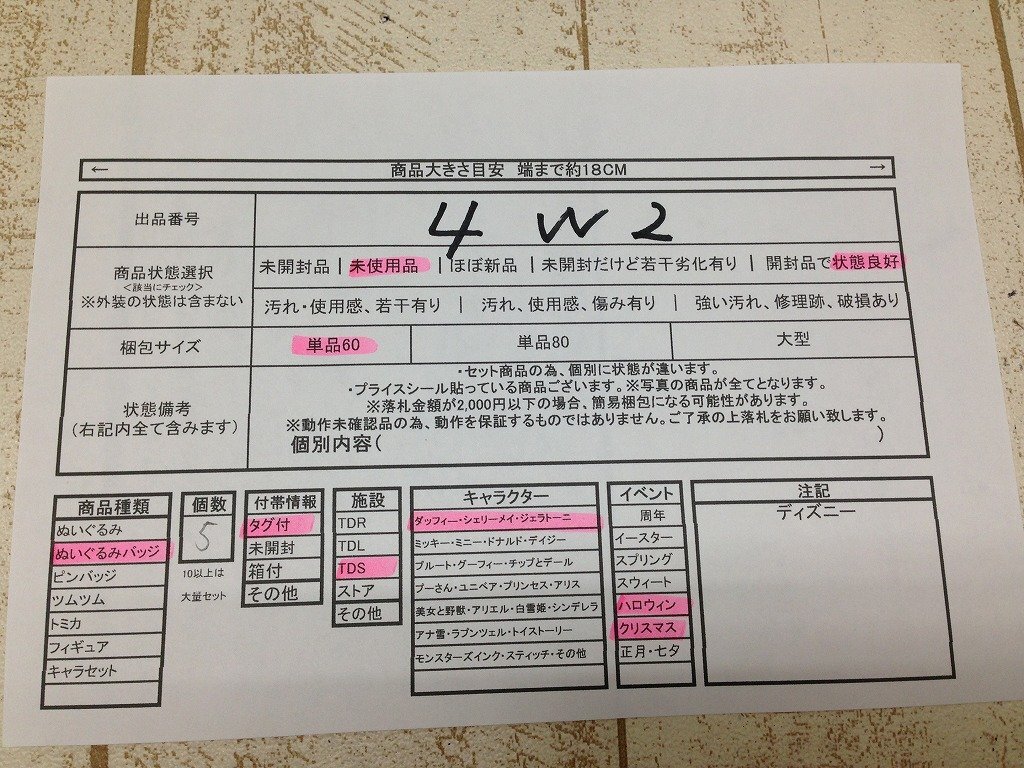 ← 商品大きさ目安 端まで約18CM →
出品番号 4 W 2
商品状態選択
<該当にチェック>
※外装の状態は含まない
未開封品 | 未使用品 | ほぼ新品 | 未開封だけど若干劣化有り | 開封品で状態良好
汚れ・使用感、若干有り | 汚れ、使用感、傷み有り | 強い汚れ、修理跡、破損あり
梱包サイズ 単品60 単品80 大型
状態備考
(右記内全て含みます)
・セット商品の為、個別に状態が違います。
・プライスシール貼っている商品ございます。※写真の商品が全てとなります。
※落札金額が2,000円以下の場合、簡易梱包になる可能性があります。
※動作未確認品の為、動作を保証するものではありません。ご了承の上落札をお願い致します。
個別内容( )
商品種類
ぬいぐるみ
ぬいぐるみバッジ
ピンバッジ
ツムツム
トミカ
フィギュア
キャラセット
個数
5
10以上は
大量セット
付帯情報
タグ付
未開封
箱付
その他
施設
TDR
TDL
TDS
ストア
その他
キャラクター
ダッフィー・シェリーメイ・ジェラトーニ
ミッキー・ミニー・ドナルド・デイジー
プルート・グーフィー・チップとデール
プーさん・ユニベア・プリンセス・アリス
美女と野獣・アリエル・白雪姫・シンデレラ
アナ雪・ラプンツェル・トイストーリー
モンスターズインク・スティッチ・その他
イベント
周年
イースター
スプリング
スウィート
ハロウィン
クリスマス
正月・七夕
注記
ディズニー